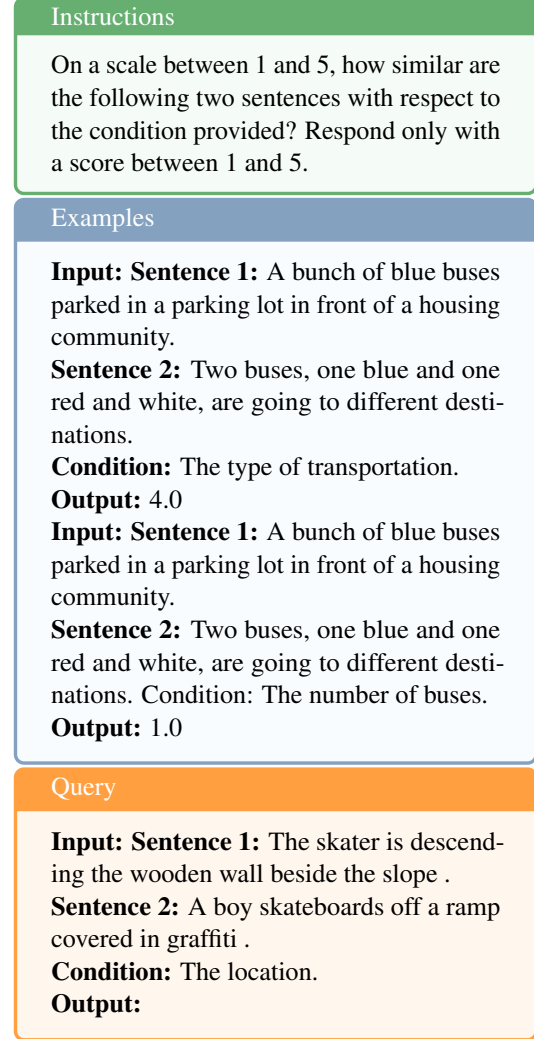 Instructions
On a scale between 1 and 5, how similar are
the following two sentences with respect to
the condition provided? Respond only with
a score between 1 and 5.
Examples
Input: Sentence 1: A bunch of blue buses
parked in a parking lot in front of a housing
community.
Sentence 2: Two buses, one blue and one
red and white, are going to different desti-
nations.
Condition: The type of transportation.
Output: 4.0
Input: Sentence 1: A bunch of blue buses
parked in a parking lot in front of a housing
community.
Sentence 2: Two buses, one blue and one
red and white, are going to different desti-
nations. Condition: The number of buses.
Output: 1.0
Query
Input: Sentence 1: The skater is descend-
ing the wooden wall beside the slope .
Sentence 2: A boy skateboards off a ramp
covered in graffiti .
Condition: The location.
Output: